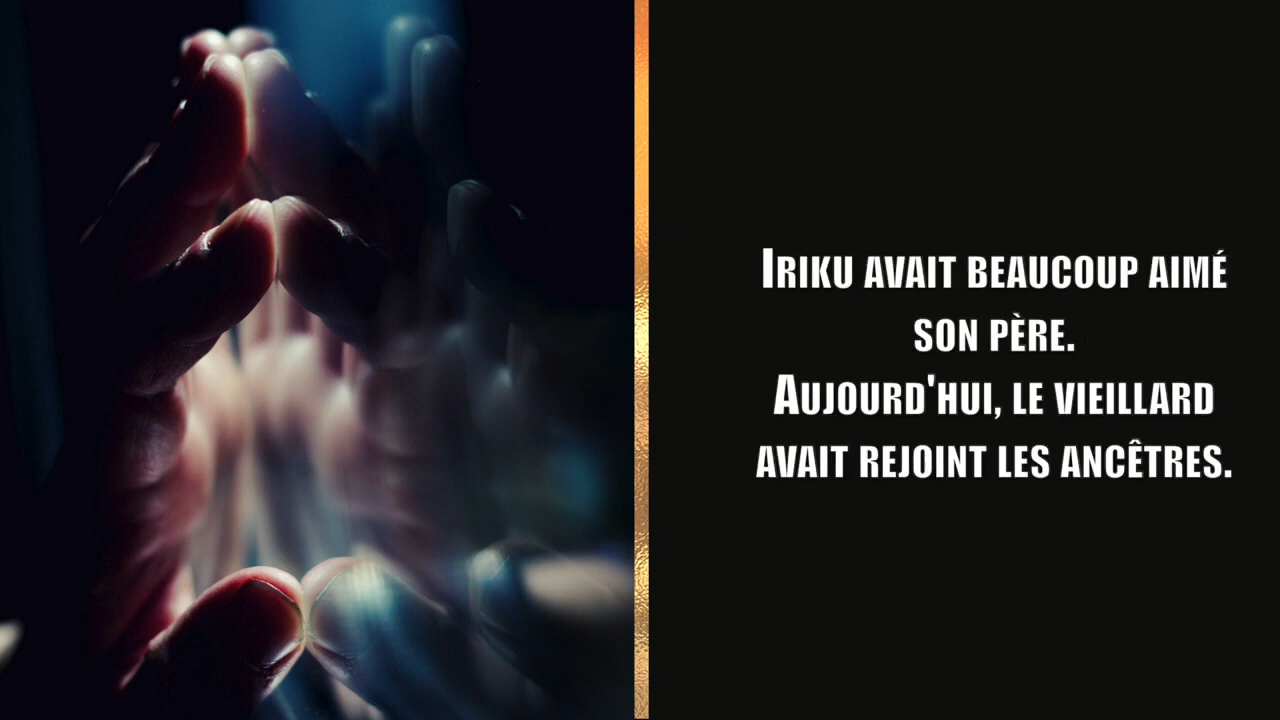 Iriku avait beaucoup aimé
son père.
Aujourd'hui, le vieillard
avait rejoint les ancêtres.